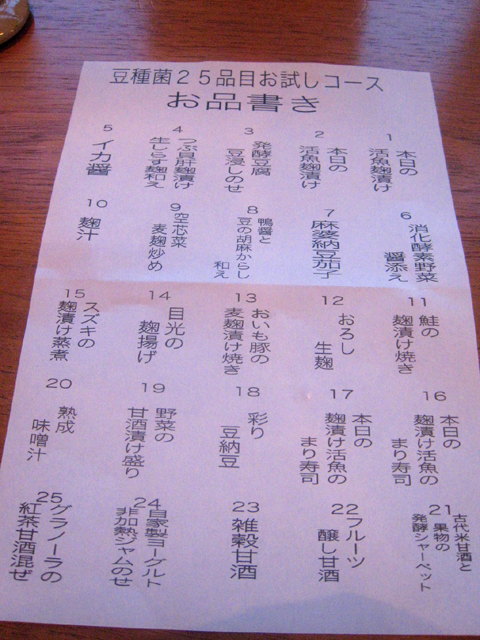 豆種菌25品目お試しコース
お品書き
1
本日の
活魚麹漬け
2
本日の
活魚麹漬け
3
発酵豆腐
豆浸しのせ
4
つぶ貝肝麹漬け
生しらす麹和え
5
イカ醤
6
消化酵素野菜
醤添え
7
麻婆納豆茄子
8
鴨醤と
豆の胡麻からし
和え
9
空芯菜
麦麹炒め
10
麹汁
11
鮭の
麹漬け焼き
12
おろし
生麹
13
おいも豚の
麦麹漬け焼き
14
目光の
麹揚げ
15
スズキの
麹漬け蒸煮
16
本日の
麹漬け活魚の
まり寿司
17
本日の
麹漬け活魚の
まり寿司
18
彩り
豆納豆
19
野菜の
甘酒漬け盛り
20
熟成
味噌汁
21
古代米甘酒と
果物の
発酵シャーベット
22
フルーツ
醸し甘酒
23
雑穀甘酒
24
自家製ヨーグルト
非加熱ジャムのせ
25
グラノーラの
紅茶甘酒混ぜ